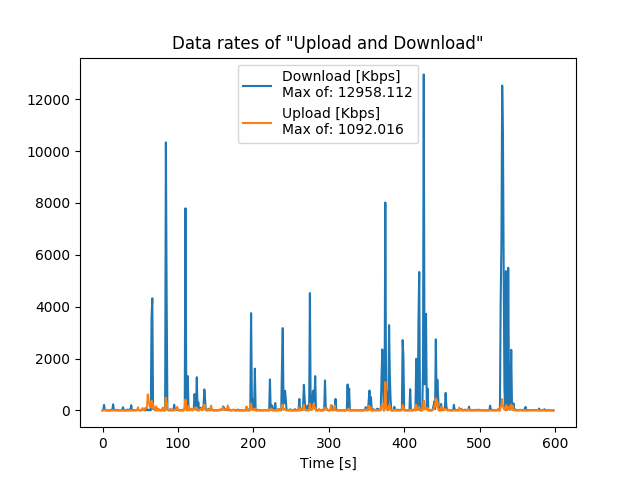 Data rates of "Upload and Download"
Download [Kbps]
Max of: 12958.112
Upload [Kbps]
Max of: 1092.016
12000
10000
8000
6000
4000
2000
0
0 100 200 300 400 500 600
Time [s]